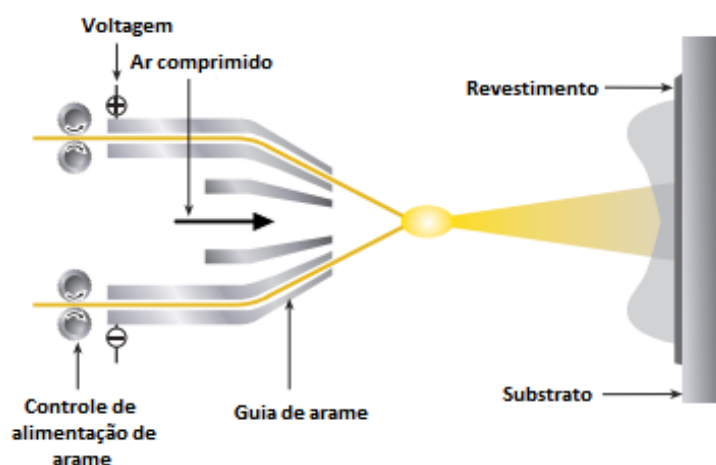 Voltagem
Ar comprimido
Revestimento
Substrato
Guia de arame
Controle de
alimentação de
arame